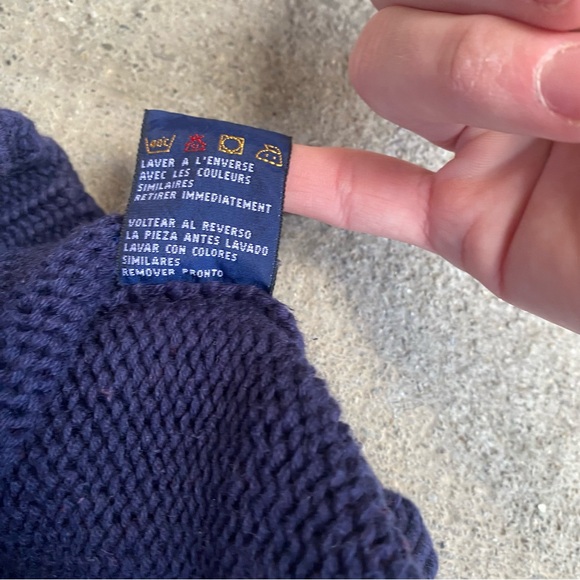 LAVER A L'ENVERSE
AVEC LES COULEURS
SIMILAIRES
RETIRER IMMEDIATEMENT
VOLTEAR AL REVERSO
LA PIEZA ANTES LAVADO
LAVAR CON COLORES
SIMILARES
REMOVER PRONTO